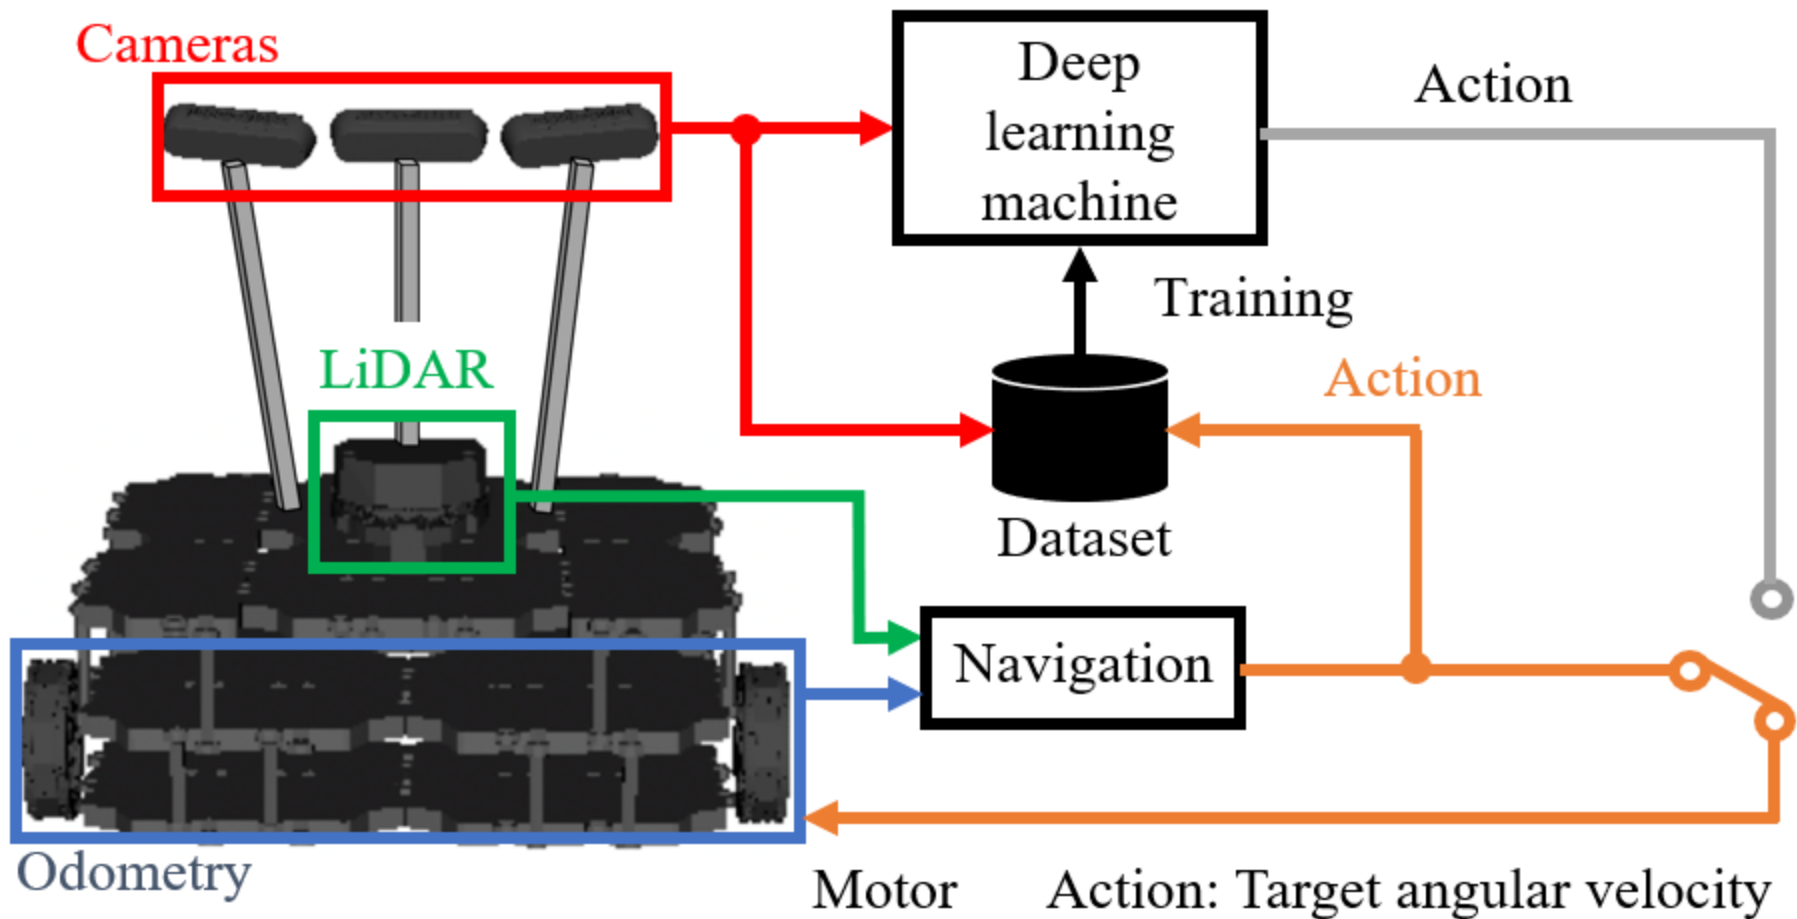 Cameras
Deep
learning
machine
Action
Training
LiDAR
Action
Dataset
Navigation
Odometry
Motor
Action: Target angular velocity